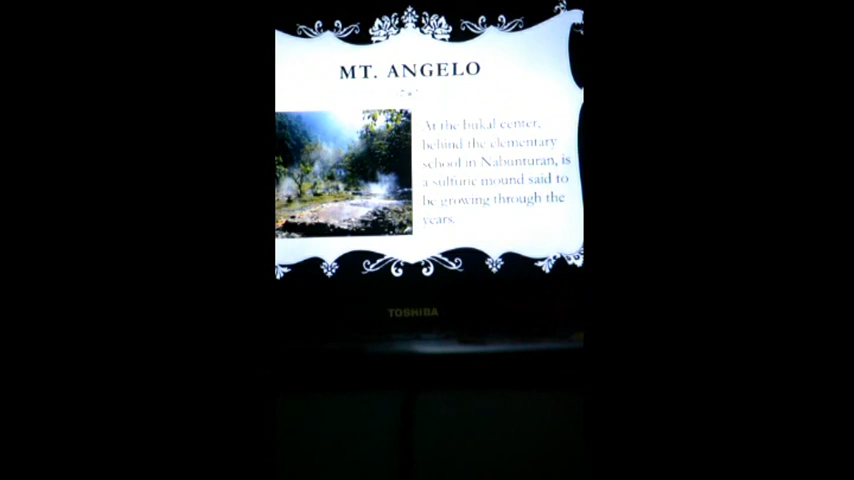 MT. ANGELO
At the bukal center,
behind the elementary
school in Nabunturan, is
a sulfuric mound said to
be growing through the
years.
TOSHIBA